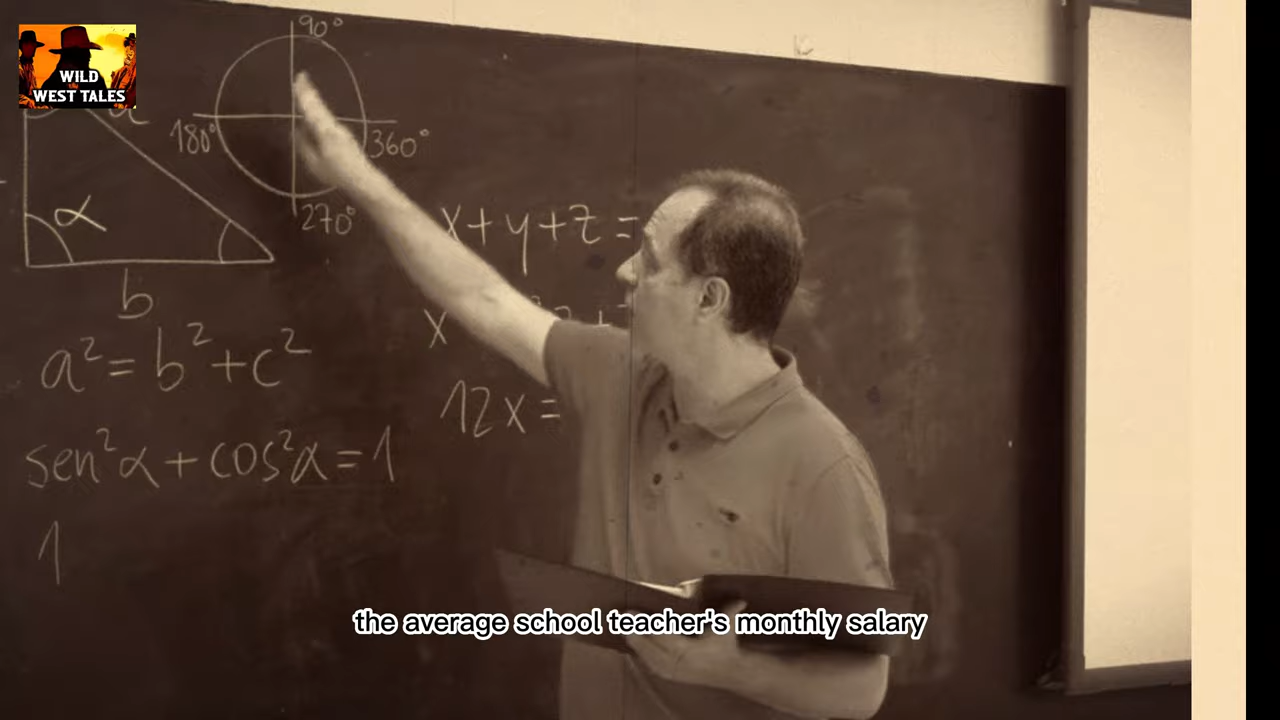 WILD
WEST TALES
90°
180°
360°
270°
α
b
x+y+z=
a²=b²+c²
x
12x=
sen²α+cos²α=1
1
the average school teacher's monthly salary